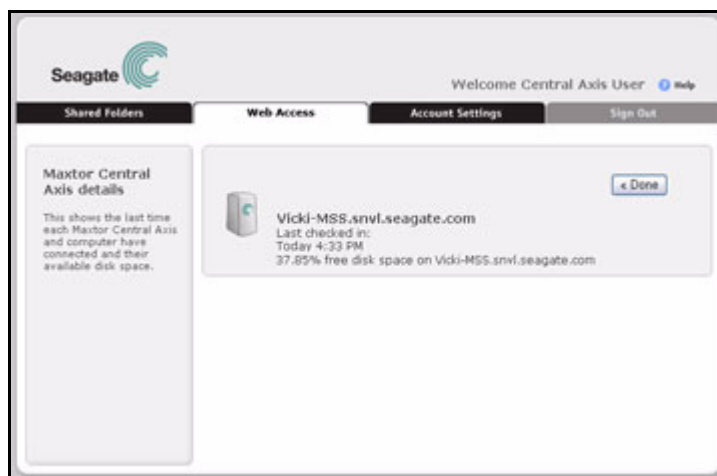 Seagate
Welcome Central Axis User
Help
Shared Folders
Web Access
Account Settings
Sign Out
Maxtor Central
Axis details
This shows the last time
each Maxtor Central Axis
and computer have
connected and their
available disk space.
« Done
Vicki-MSS.snvl.seagate.com
Last checked in:
Today 4:33 PM
37.85% free disk space on Vicki-MSS.snvl.seagate.com